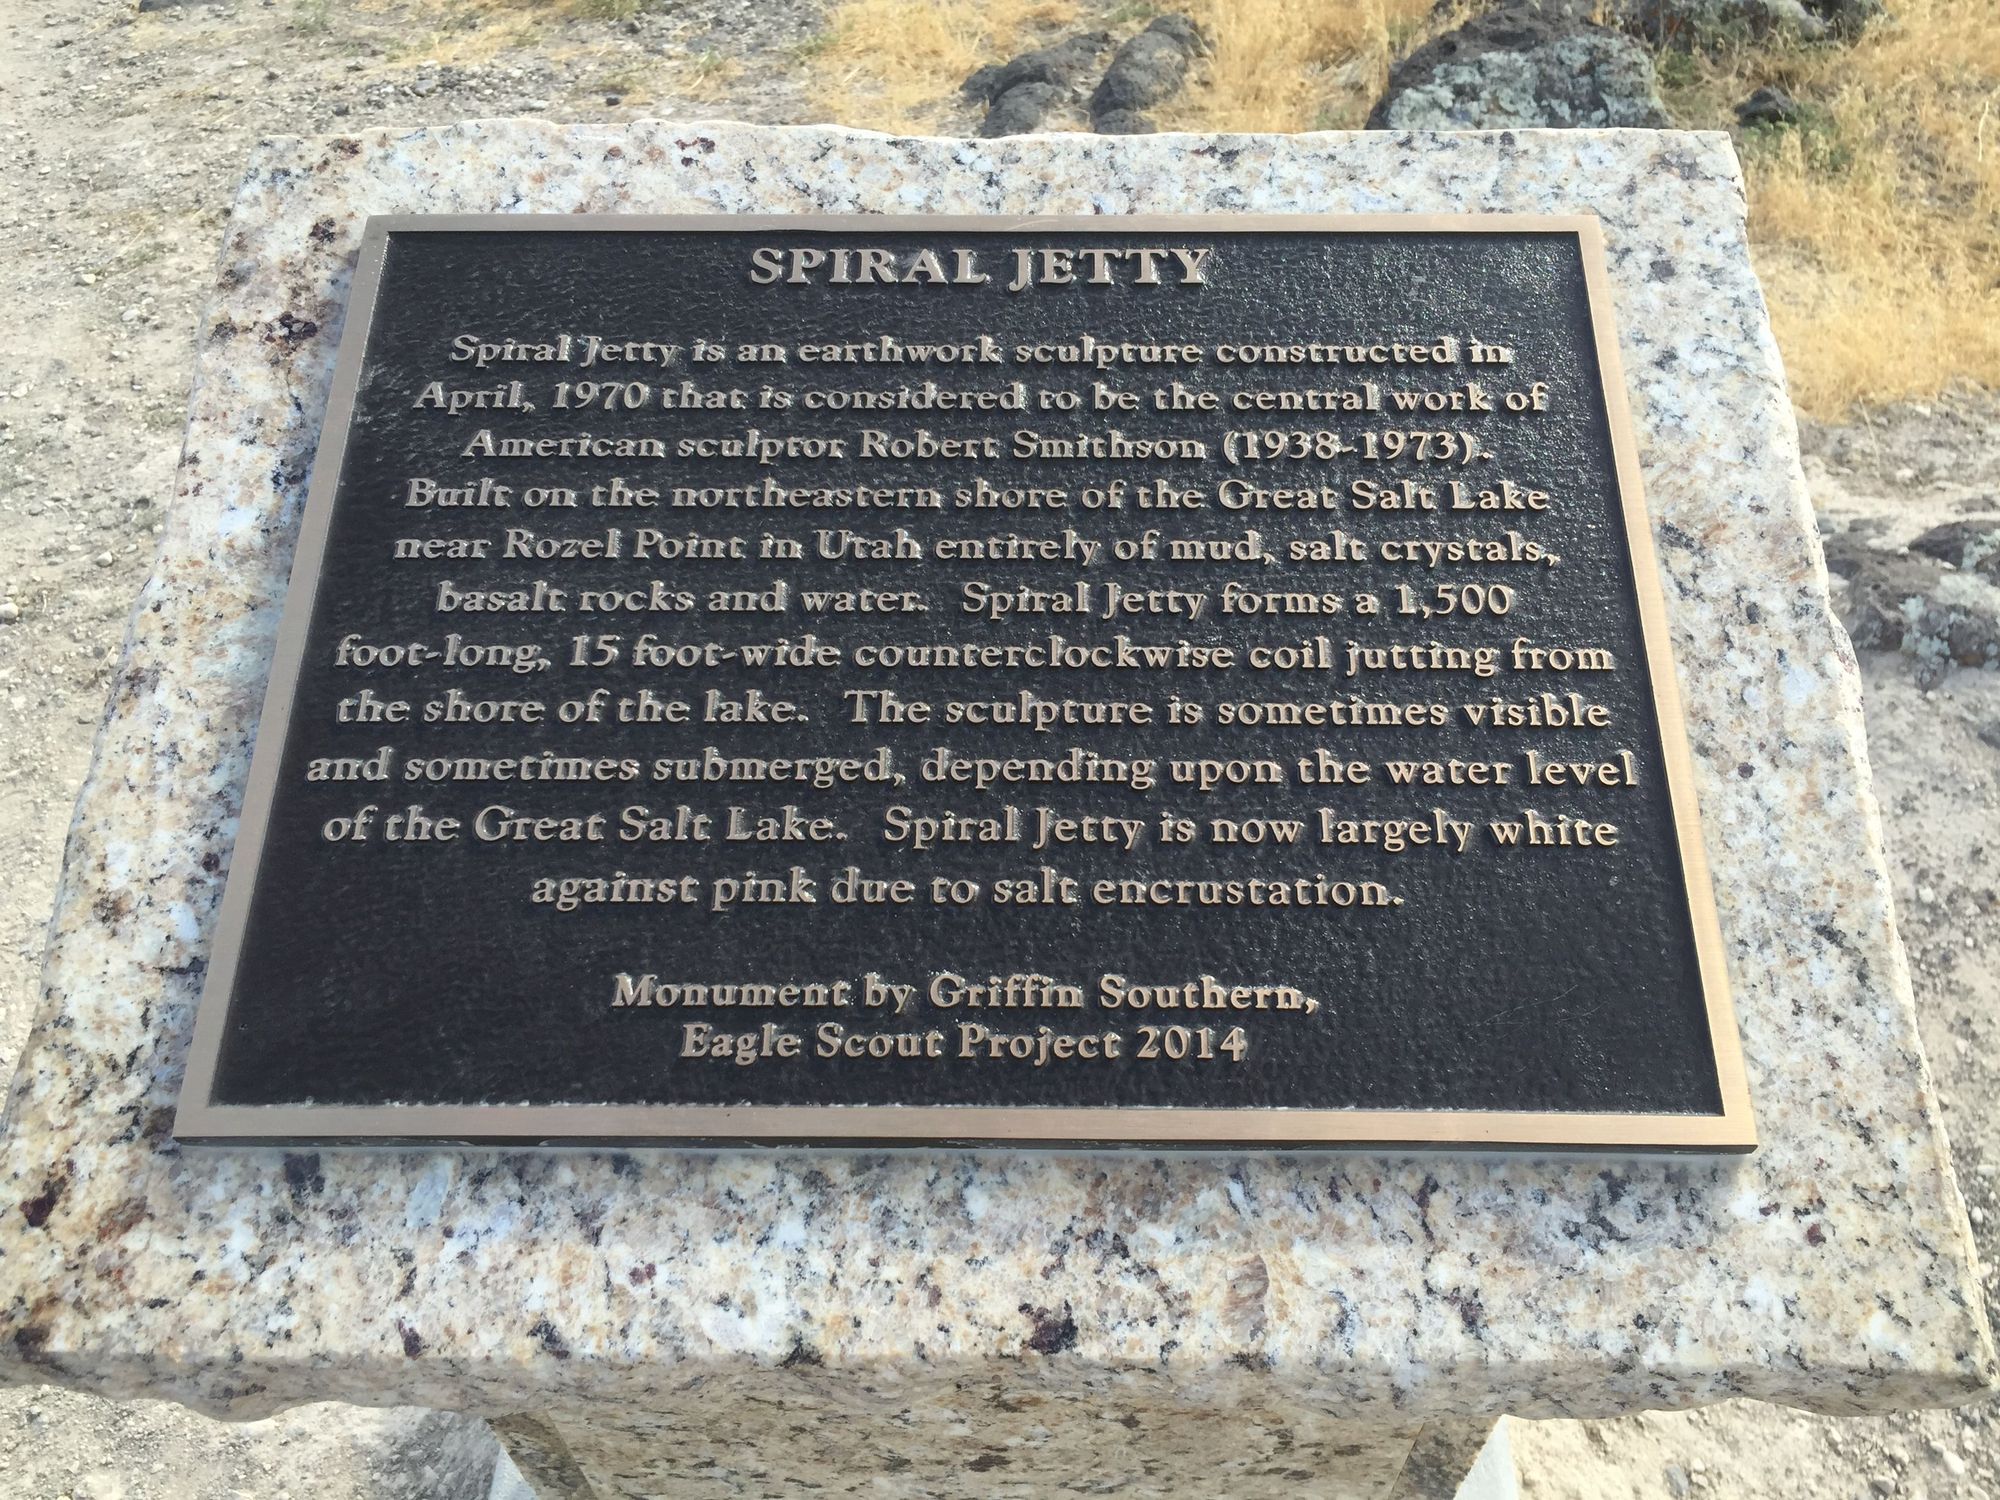 SPIRAL JETTY
Spiral Jetty is an earthwork sculpture constructed in
April, 1970 that is considered to be the central work of
American sculptor Robert Smithson (1938-1973).
Built on the northeastern shore of the Great Salt Lake
near Rozel Point in Utah entirely of mud, salt crystals,
basalt rocks and water. Spiral Jetty forms a 1,500
foot-long, 15 foot-wide counterclockwise coil jutting from
the shore of the lake. The sculpture is sometimes visible
and sometimes submerged, depending upon the water level
of the Great Salt Lake. Spiral Jetty is now largely white
against pink due to salt encrustation.
Monument by Griffin Southern,
Eagle Scout Project 2014